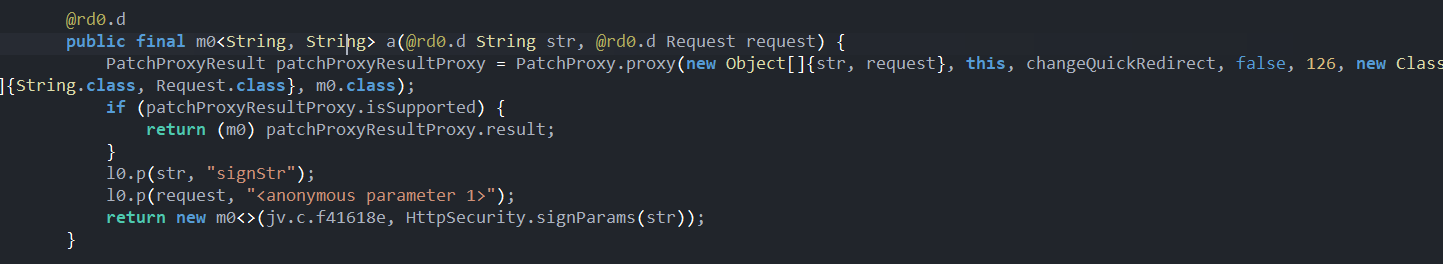 @rd0.d
public final m0<String, String> a(@rd0.d String str, @rd0.d Request request) {
PatchProxyResult patchProxyResultProxy = PatchProxy.proxy(new Object[]{str, request}, this, changeQuickRedirect, false, 126, new Class
]{String.class, Request.class}, m0.class);
if (patchProxyResultProxy.isSupported) {
return (m0) patchProxyResultProxy.result;
}
l0.p(str, "signStr");
l0.p(request, "<anonymous parameter 1>");
return new m0<>(jv.c.f41618e, HttpSecurity.signParams(str));
}